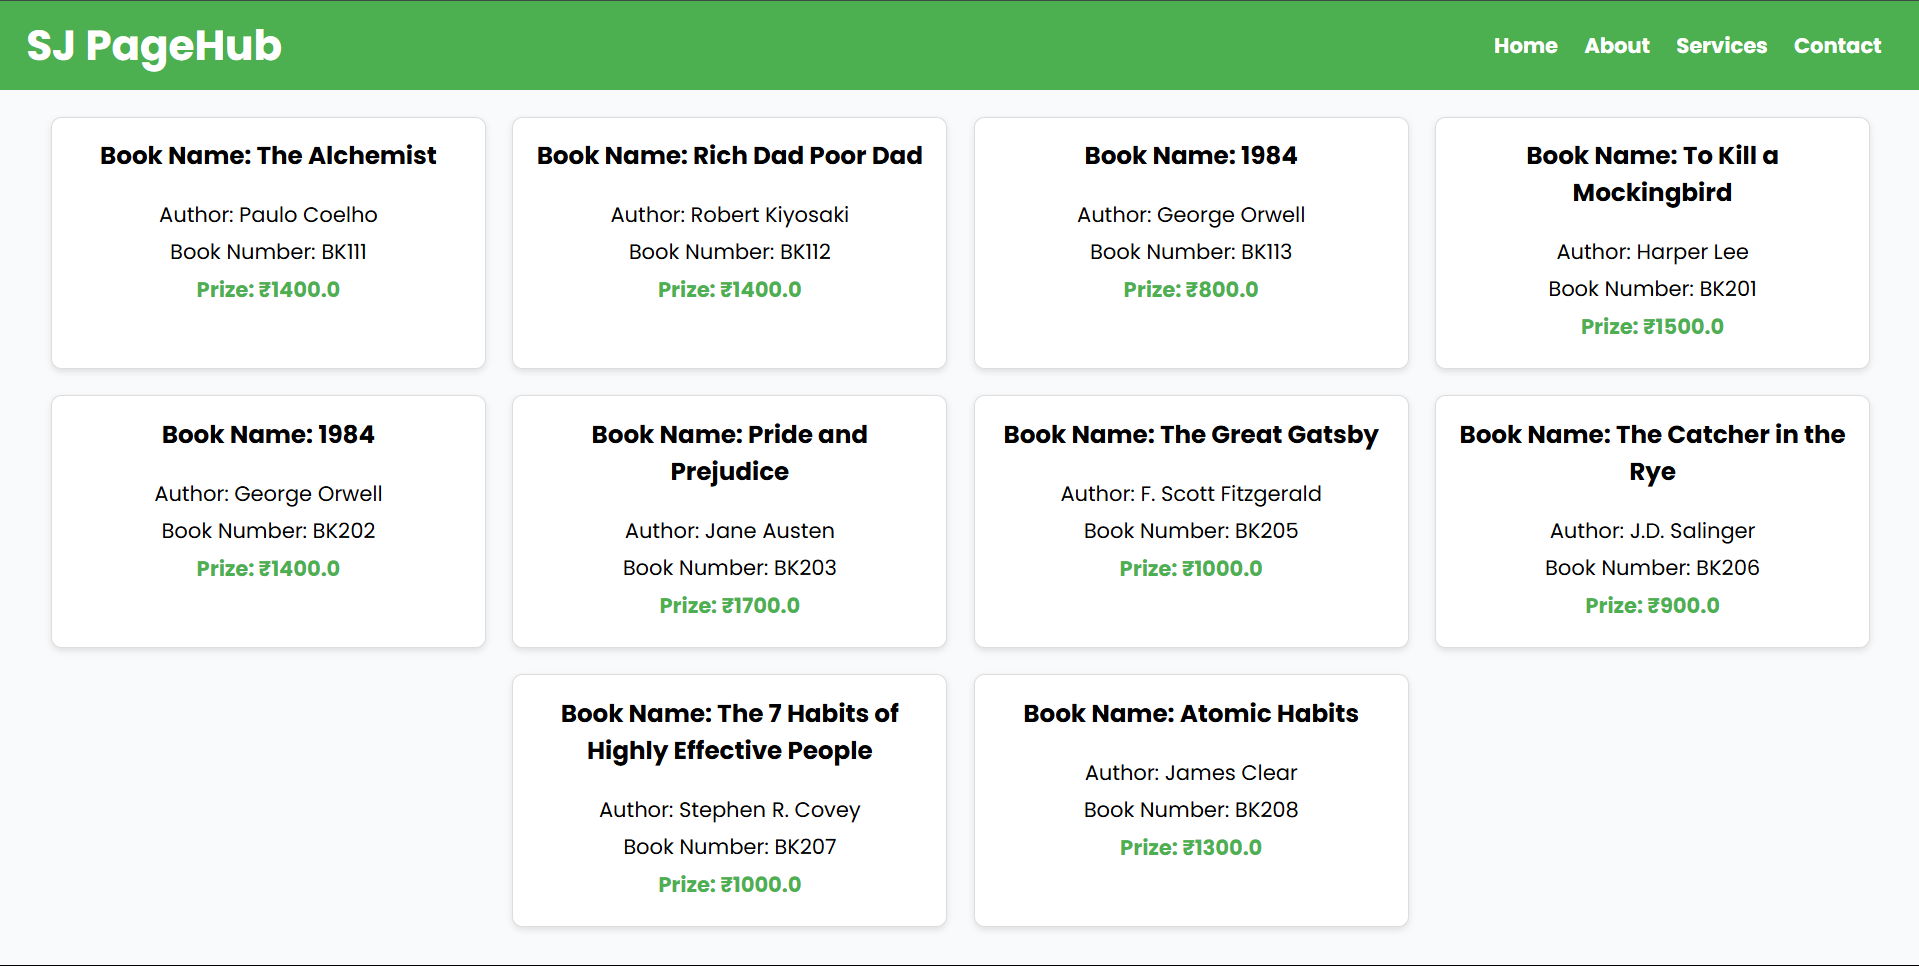 SJ PageHub
Home About Services Contact
Book Name: The Alchemist
Author: Paulo Coelho
Book Number: BK111
Prize: ₹1400.0
Book Name: Rich Dad Poor Dad
Author: Robert Kiyosaki
Book Number: BK112
Prize: ₹1400.0
Book Name: 1984
Author: George Orwell
Book Number: BK113
Prize: ₹800.0
Book Name: To Kill a
Mockingbird
Author: Harper Lee
Book Number: BK201
Prize: ₹1500.0
Book Name: 1984
Author: George Orwell
Book Number: BK202
Prize: ₹1400.0
Book Name: Pride and
Prejudice
Author: Jane Austen
Book Number: BK203
Prize: ₹1700.0
Book Name: The Great Gatsby
Author: F. Scott Fitzgerald
Book Number: BK205
Prize: ₹1000.0
Book Name: The Catcher in the
Rye
Author: J.D. Salinger
Book Number: BK206
Prize: ₹900.0
Book Name: The 7 Habits of
Highly Effective People
Author: Stephen R. Covey
Book Number: BK207
Prize: ₹1000.0
Book Name: Atomic Habits
Author: James Clear
Book Number: BK208
Prize: ₹1300.0